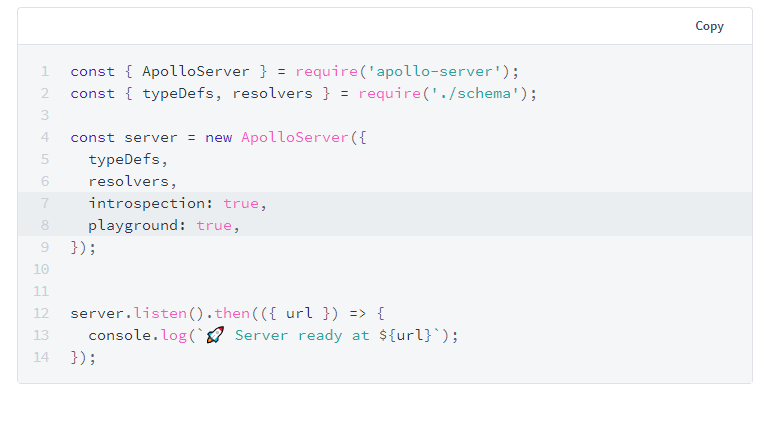 Copy
1 const { ApolloServer } = require('apollo-server');
2 const { typeDefs, resolvers } = require('./schema');
3
4 const server = new ApolloServer({
5   typeDefs,
6   resolvers,
7   introspection: true,
8   playground: true,
9 });
10
11
12 server.listen().then(({ url }) => {
13   console.log(`🚀 Server ready at ${url}`);
14 });